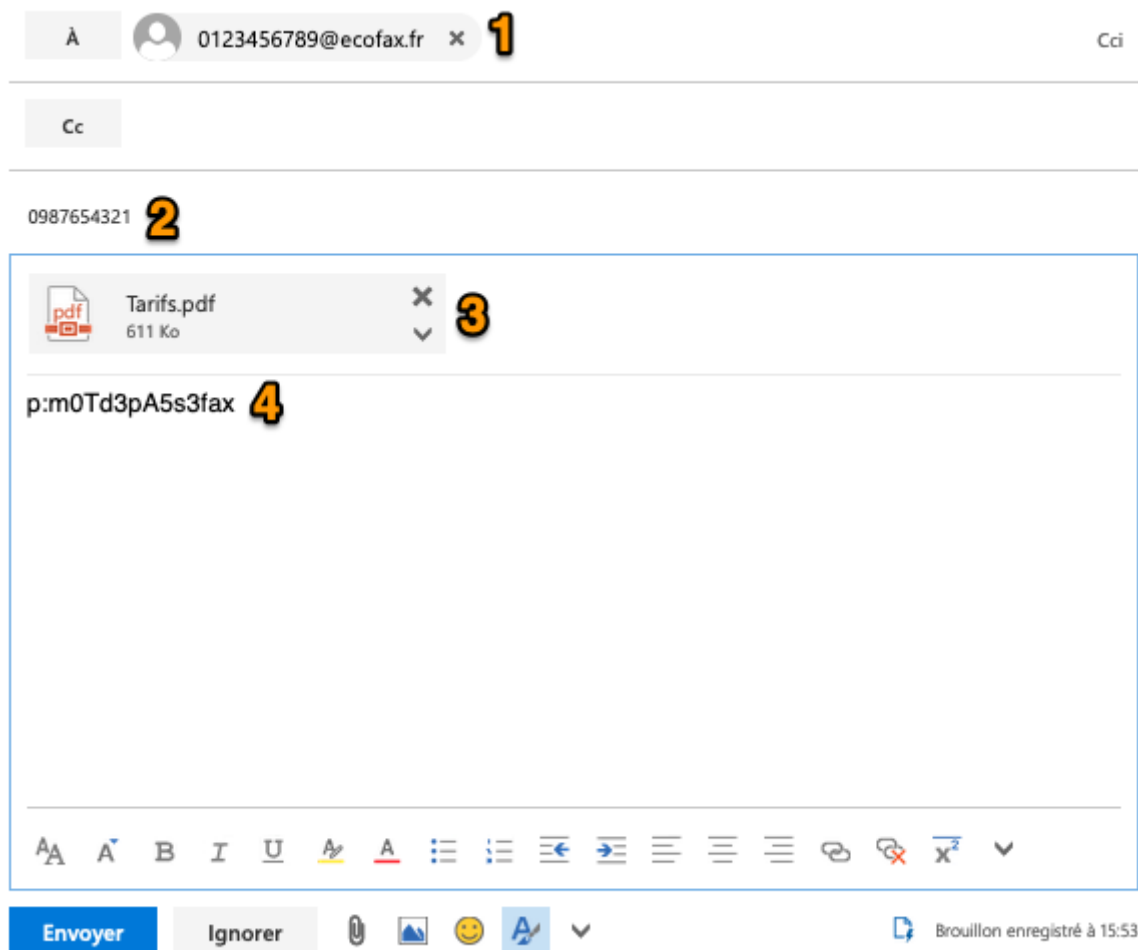 À 0123456789@ecofax.fr 1 Cci
Cc
0987654321 2
Tarifs.pdf
611 Ko
3
p:m0Td3pA5s3fax 4
Envoyer Ignorer Brouillon enregistré à 15:53